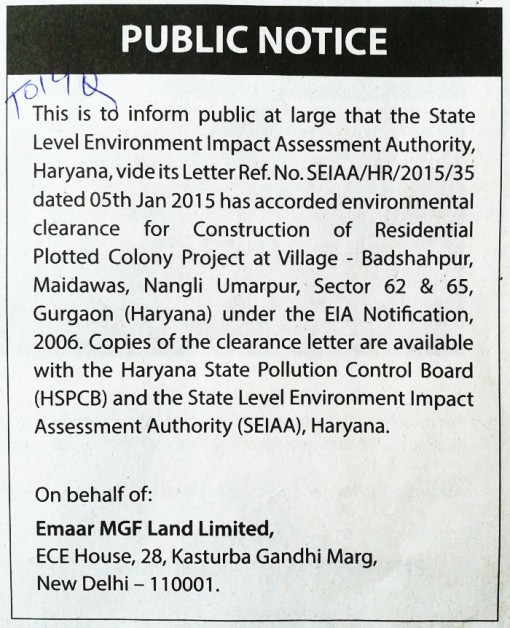 PUBLIC NOTICE
This is to inform public at large that the State
Level Environment Impact Assessment Authority,
Haryana, vide its Letter Ref. No. SEIAA/HR/2015/35
dated 05th Jan 2015 has accorded environmental
clearance for Construction of Residential
Plotted Colony Project at Village - Badshahpur,
Maidawas, Nangli Umarpur, Sector 62 & 65,
Gurgaon (Haryana) under the EIA Notification,
2006. Copies of the clearance letter are available
with the Haryana State Pollution Control Board
(HSPCB) and the State Level Environment Impact
Assessment Authority (SEIAA), Haryana.
On behalf of:
Emaar MGF Land Limited,
ECE House, 28, Kasturba Gandhi Marg,
New Delhi – 110001.